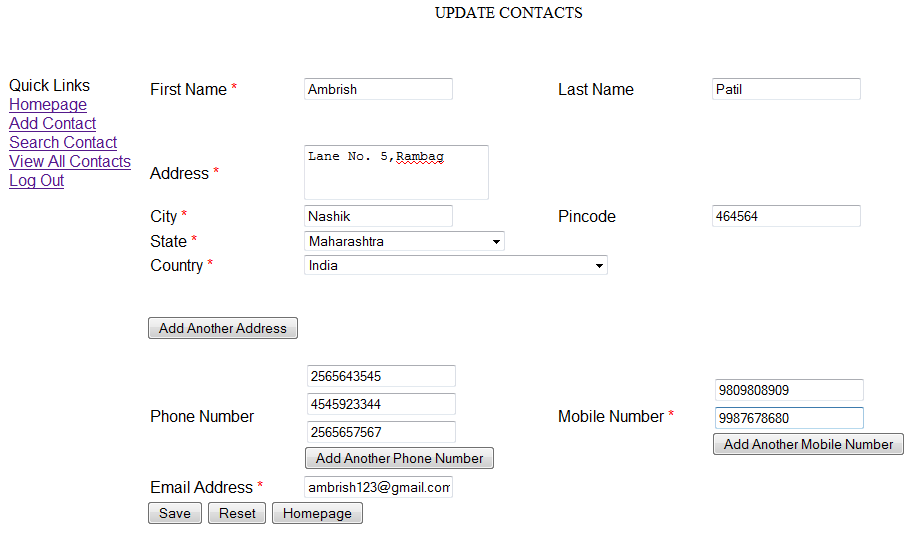 UPDATE CONTACTS
Quick Links
Homepage
Add Contact
Search Contact
View All Contacts
Log Out
First Name * Ambrish Last Name Patil
Address * Lane No. 5,Rambag
City * Nashik Pincode 464564
State * Maharashtra
Country * India
Add Another Address
Phone Number
2565643545
4545923344
2565657567
Add Another Phone Number
Mobile Number *
9809808909
9987678680
Add Another Mobile Number
Email Address * ambrish123@gmail.com
Save Reset Homepage